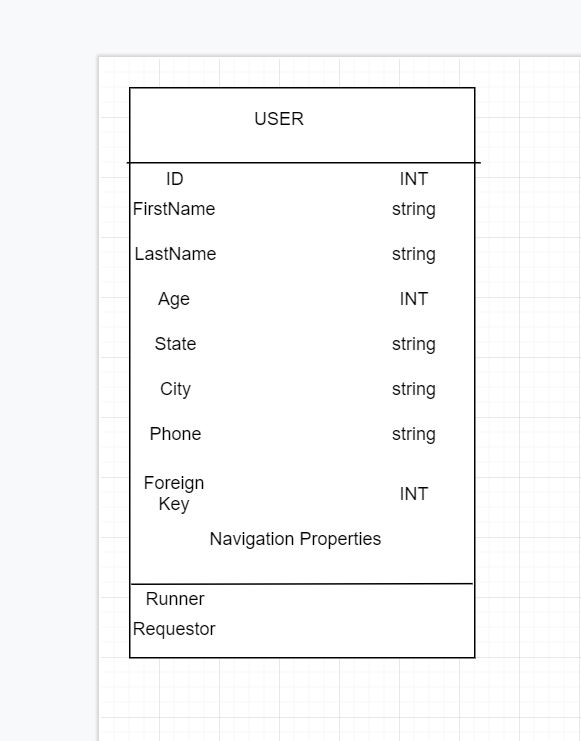 USER
ID INT
FirstName string
LastName string
Age INT
State string
City string
Phone string
Foreign
Key INT
Navigation Properties
Runner
Requestor